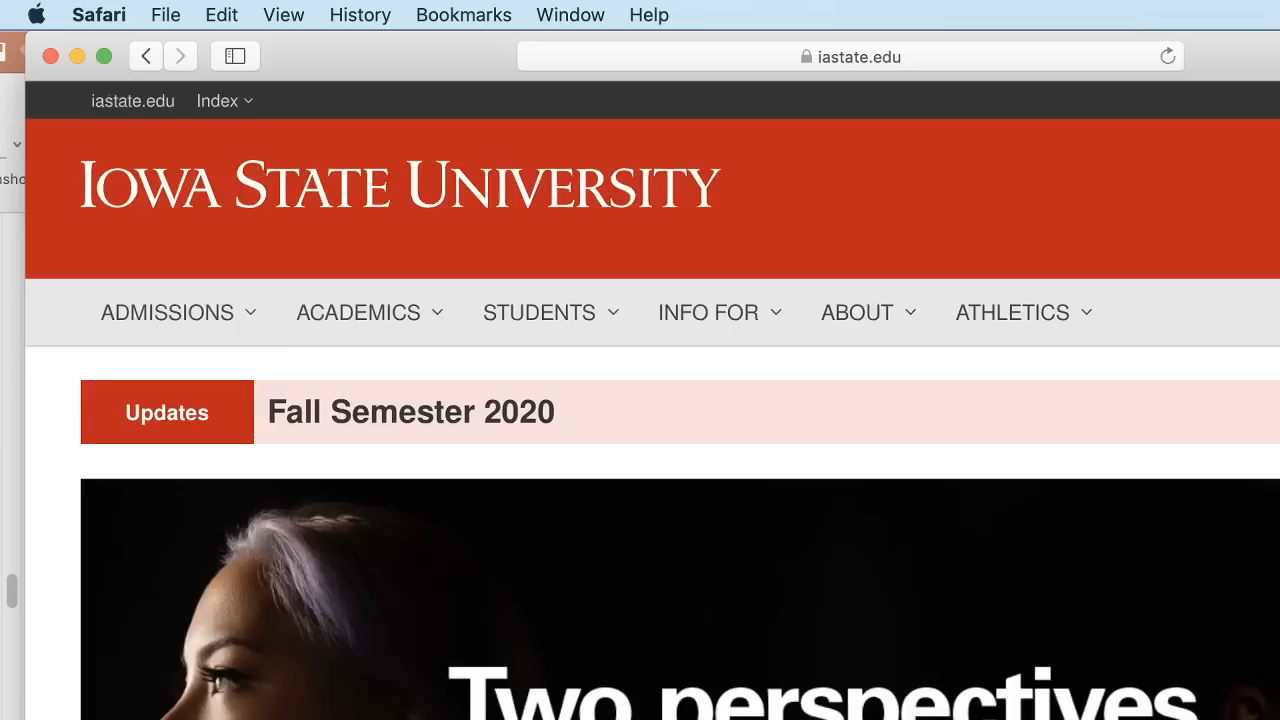 Safari File Edit View History Bookmarks Window Help
iastate.edu
iastate.edu Index
IOWA STATE UNIVERSITY
ADMISSIONS ACADEMICS STUDENTS INFO FOR ABOUT ATHLETICS
Updates Fall Semester 2020
Two perspectives